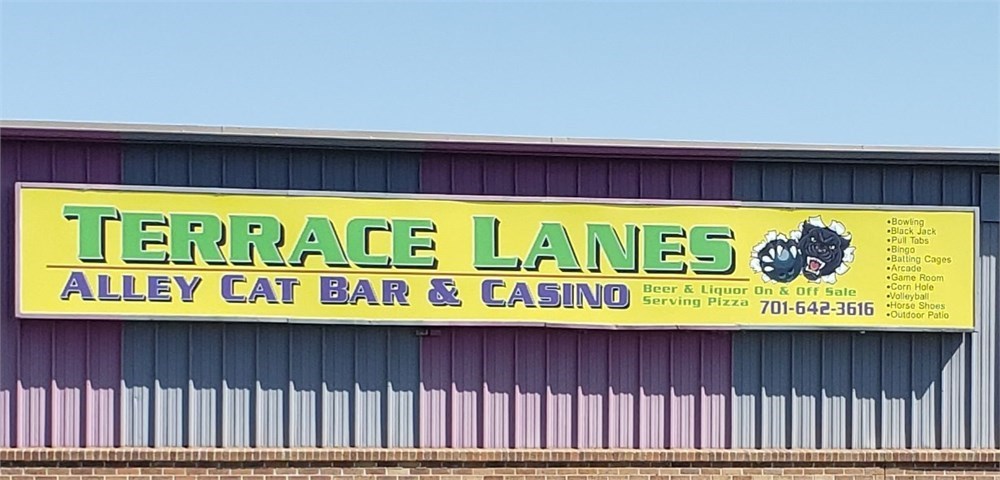 TERRACE LANES
ALLEY CAT BAR & CASINO
Beer & Liquor On & Off Sale
Serving Pizza 701-642-3616
•Bowling
•Black Jack
•Pull Tabs
•Bingo
•Batting Cages
•Arcade
•Game Room
•Corn Hole
•Volleyball
•Horse Shoes
•Outdoor Patio